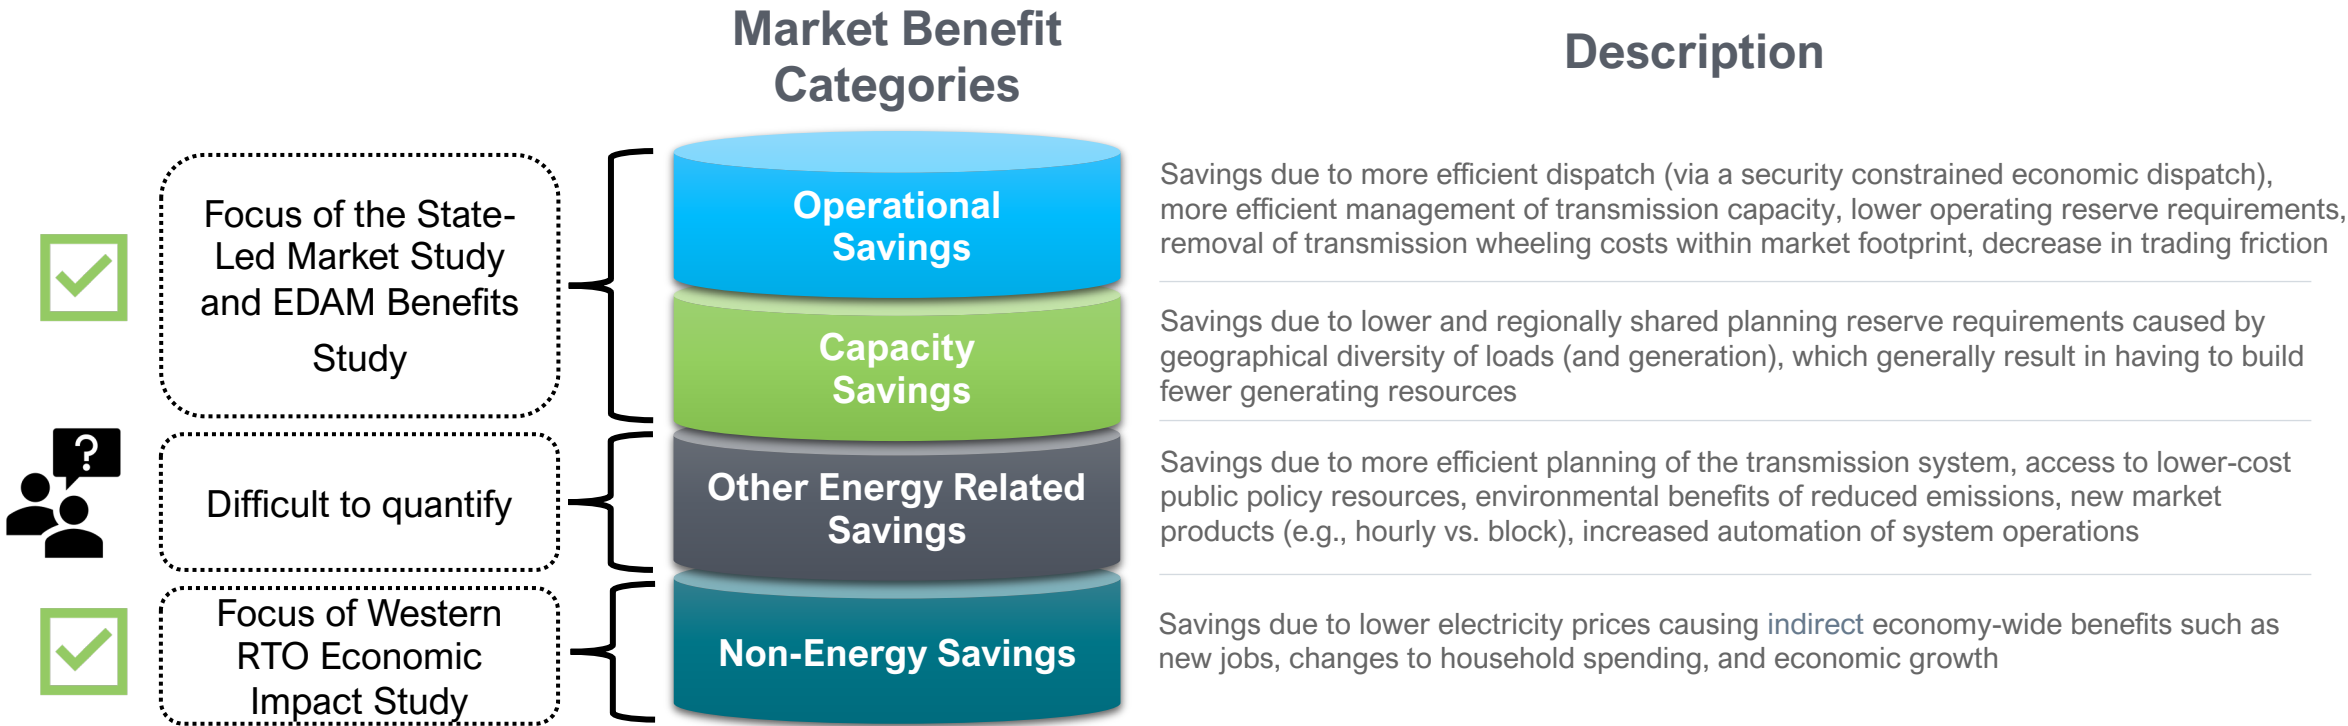 Market Benefit
Categories
Description
Focus of the State-
Led Market Study
and EDAM Benefits
Study
Operational
Savings
Savings due to more efficient dispatch (via a security constrained economic dispatch),
more efficient management of transmission capacity, lower operating reserve requirements,
removal of transmission wheeling costs within market footprint, decrease in trading friction
Capacity
Savings
Savings due to lower and regionally shared planning reserve requirements caused by
geographical diversity of loads (and generation), which generally result in having to build
fewer generating resources
?
Difficult to quantify
Other Energy Related
Savings
Savings due to more efficient planning of the transmission system, access to lower-cost
public policy resources, environmental benefits of reduced emissions, new market
products (e.g., hourly vs. block), increased automation of system operations
Focus of Western
RTO Economic
Impact Study
Non-Energy Savings
Savings due to lower electricity prices causing indirect economy-wide benefits such as
new jobs, changes to household spending, and economic growth